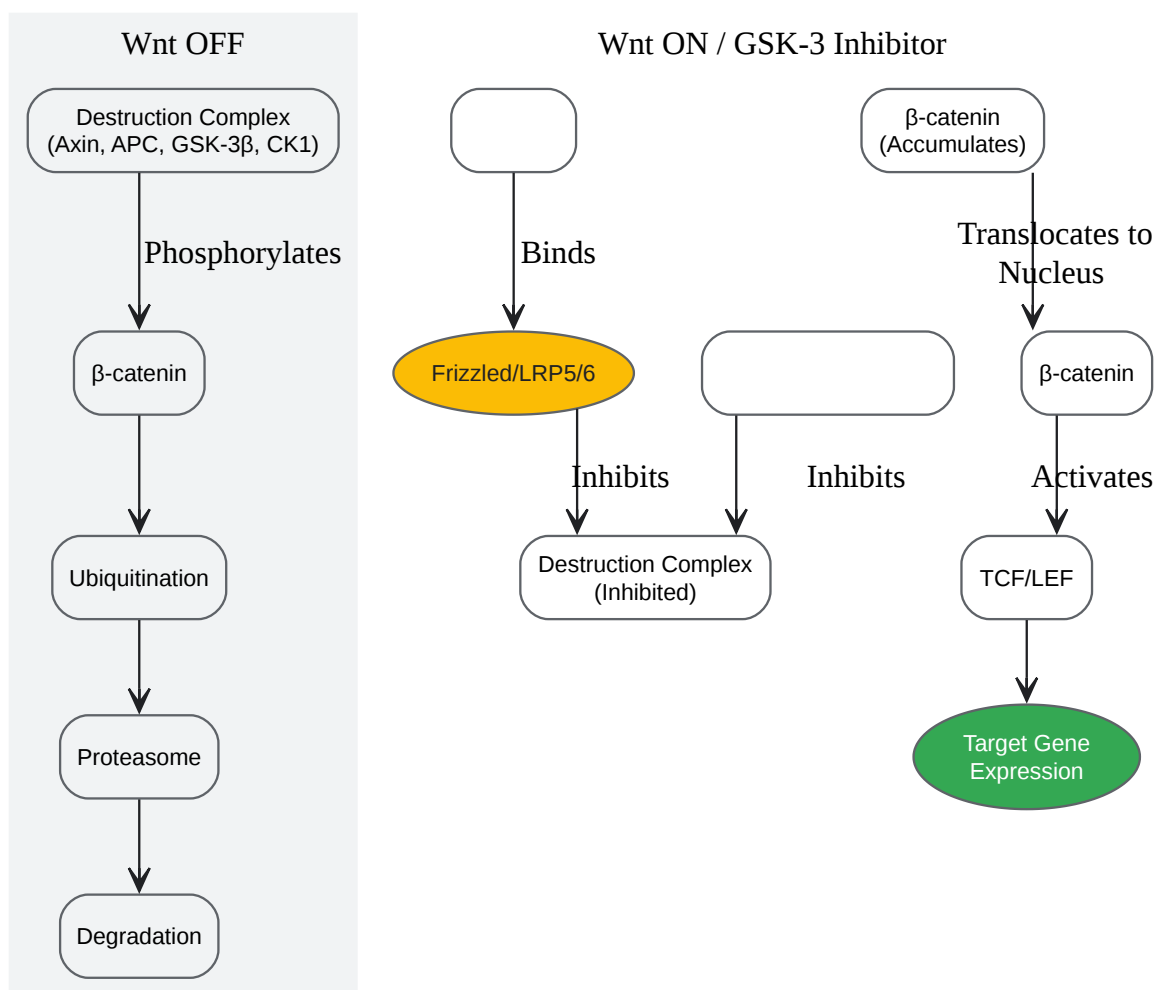 Wnt OFF
Destruction Complex
(Axin, APC, GSK-3β, CK1)
Phosphorylates
β-catenin
Ubiquitination
Proteasome
Degradation
Wnt ON / GSK-3 Inhibitor
Binds
Frizzled/LRP5/6
Inhibits
Inhibits
Destruction Complex
(Inhibited)
β-catenin
(Accumulates)
Translocates to
Nucleus
β-catenin
Activates
TCF/LEF
Target Gene
Expression